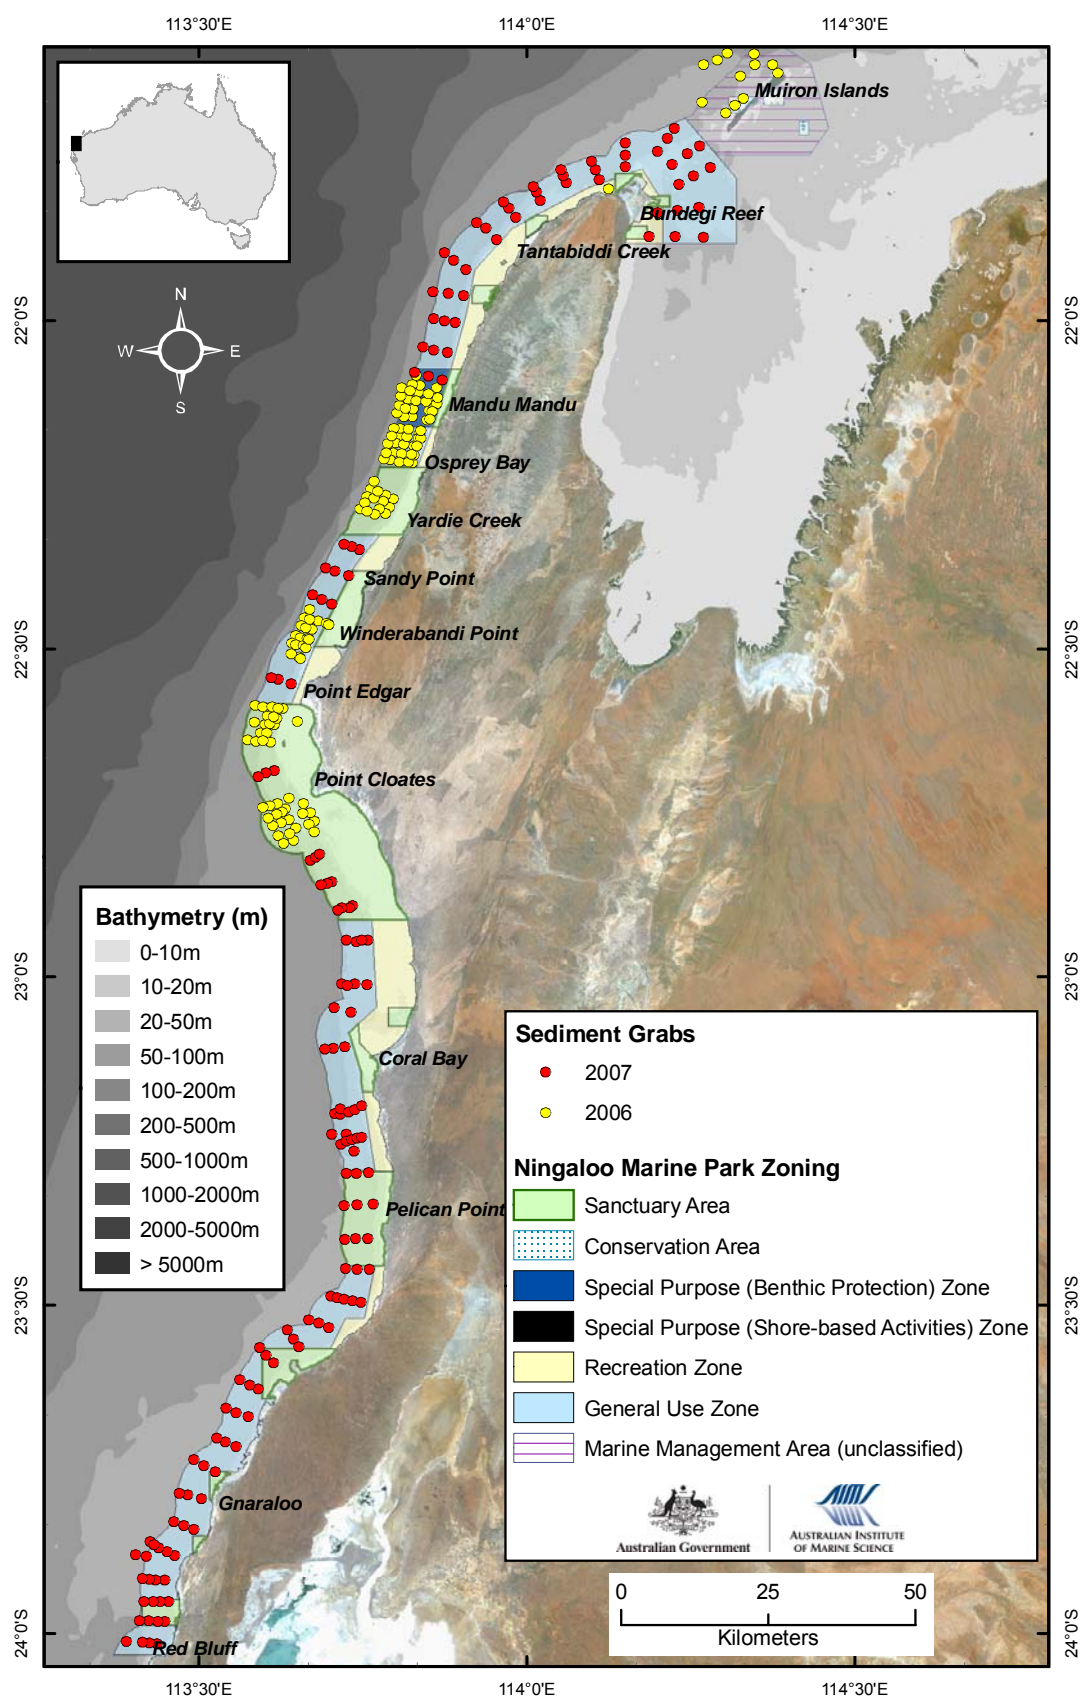 113°30'E
114°0'E
114°30'E
Muiron Islands
Bundegi Reef
Tantabiddi Creek
N
W
E
S
22°0'S
22°0'S
Mandu Mandu
Osprey Bay
Yardie Creek
Sandy Point
Winderabandi Point
22°30'S
22°30'S
Point Edgar
Point Cloates
Bathymetry (m)
0-10m
10-20m
20-50m
50-100m
100-200m
200-500m
500-1000m
1000-2000m
2000-5000m
> 5000m
23°0'S
23°0'S
Coral Bay
Pelican Point
Sediment Grabs
2007
2006
Ningaloo Marine Park Zoning
Sanctuary Area
Conservation Area
Special Purpose (Benthic Protection) Zone
Special Purpose (Shore-based Activities) Zone
Recreation Zone
General Use Zone
Marine Management Area (unclassified)
23°30'S
23°30'S
Gnaraloo
Australian Government
AIMS
AUSTRALIAN INSTITUTE
OF MARINE SCIENCE
0
25
50
Kilometers
24°0'S
24°0'S
Red Bluff
113°30'E
114°0'E
114°30'E